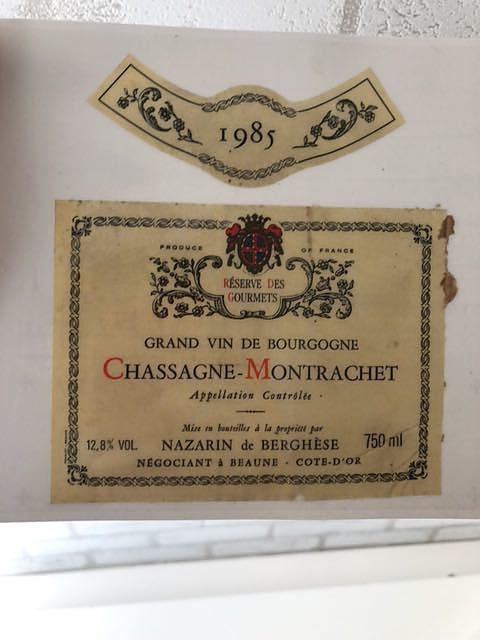 1985
PRODUCE OF FRANCE
RÉSERVE DES
GOURMETS
GRAND VIN DE BOURGOGNE
CHASSAGNE-MONTRACHET
Appellation Contrôlée
Mise en bouteilles à la propriété par
12,8% VOL. NAZARIN de BERGHÈSE 750 ml
NÉGOCIANT à BEAUNE - COTE-D'OR